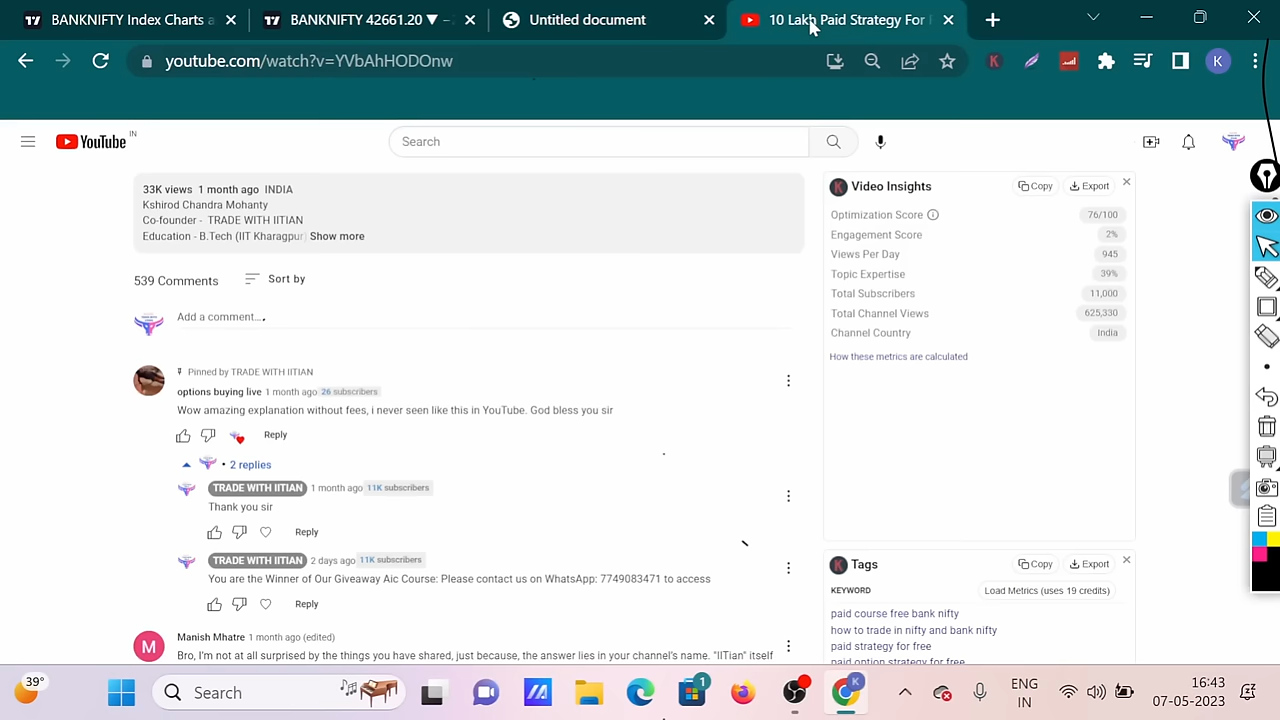 BANKNIFTY Index Charts a
BANKNIFTY 42661.20 ▼ −
Untitled document
10 Lakh Paid Strategy For F
youtube.com/watch?v=YVbAhHODOnw
K
K
YouTube IN
Search
33K views 1 month ago INDIA
Kshirod Chandra Mohanty
Co-founder - TRADE WITH IITIAN
Education - B.Tech (IIT Kharagpur) Show more
539 Comments
Sort by
Add a comment...
Pinned by TRADE WITH IITIAN
options buying live 1 month ago 26 subscribers
Wow amazing explanation without fees, i never seen like this in YouTube. God bless you sir
Reply
2 replies
TRADE WITH IITIAN 1 month ago 11K subscribers
Thank you sir
Reply
TRADE WITH IITIAN 2 days ago 11K subscribers
You are the Winner of Our Giveaway Aic Course: Please contact us on WhatsApp: 7749083471 to access
Reply
M
Manish Mhatre 1 month ago (edited)
Bro, I'm not at all surprised by the things you have shared, just because, the answer lies in your channel's name. "IITian" itself
K Video Insights
Copy
Export
Optimization Score 76/100
Engagement Score 2%
Views Per Day 945
Topic Expertise 39%
Total Subscribers 11,000
Total Channel Views 625,330
Channel Country India
How these metrics are calculated
K Tags
Copy
Export
KEYWORD
Load Metrics (uses 19 credits)
paid course free bank nifty
how to trade in nifty and bank nifty
paid strategy for free
paid option strategy for free
39°
Search
1
K
ENG
IN
16:43
07-05-2023